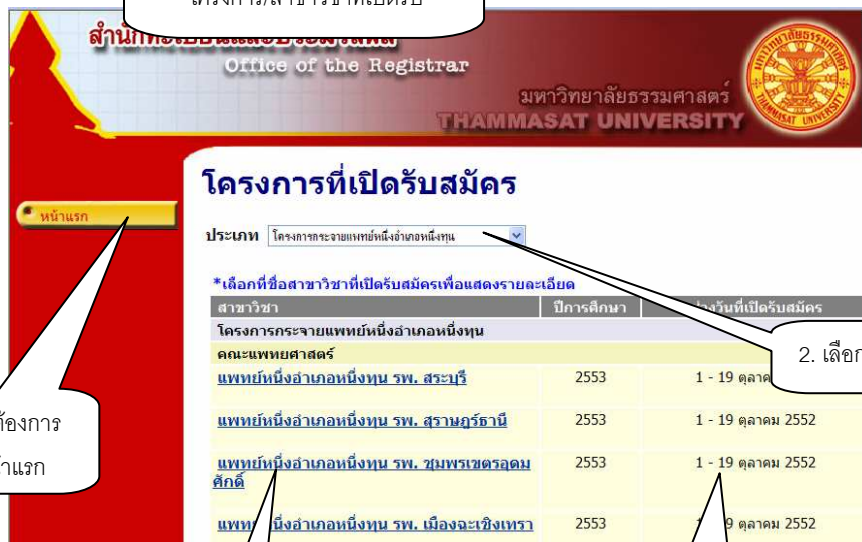 โครงการ/สาขาวิชาที่เปิดรับ
Office of the Registrar
มหาวิทยาลัยธรรมศาสตร์
THAMMASAT UNIVERSITY
โครงการที่เปิดรับสมัคร
หน้าแรก
ประเภท โครงการกระจายแพทย์หนึ่งอำเภอหนึ่งทุน
*เลือกที่ชื่อสาขาวิชาที่เปิดรับสมัครเพื่อแสดงรายละเอียด
สาขาวิชา ปีการศึกษา ช่วงวันที่เปิดรับสมัคร
โครงการกระจายแพทย์หนึ่งอำเภอหนึ่งทุน
คณะแพทยศาสตร์
2. เลือก
แพทย์หนึ่งอำเภอหนึ่งทุน รพ. สระบุรี 2553 1 - 19 ตุลาค
ต้องการ
แพทย์หนึ่งอำเภอหนึ่งทุน รพ. สุราษฎร์ธานี 2553 1 - 19 ตุลาคม 2552
น้าแรก
แพทย์หนึ่งอำเภอหนึ่งทุน รพ. ชุมพรเขตรอุดม
ศักดิ์ 2553 1 - 19 ตุลาคม 2552
แพทย์หนึ่งอำเภอหนึ่งทุน รพ. เมืองฉะเชิงเทรา 2553 1 - 19 ตุลาคม 2552